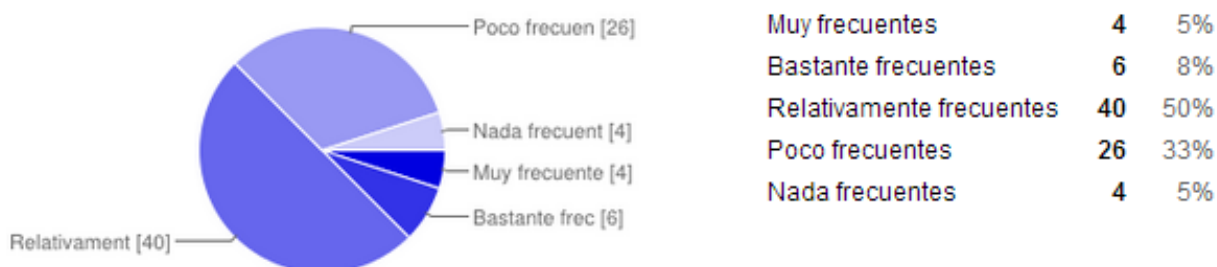 Poco frecuen [26]
Nada frecuent [4]
Muy frecuente [4]
Bastante frec [6]
Relativament [40]
Muy frecuentes 4 5%
Bastante frecuentes 6 8%
Relativamente frecuentes 40 50%
Poco frecuentes 26 33%
Nada frecuentes 4 5%